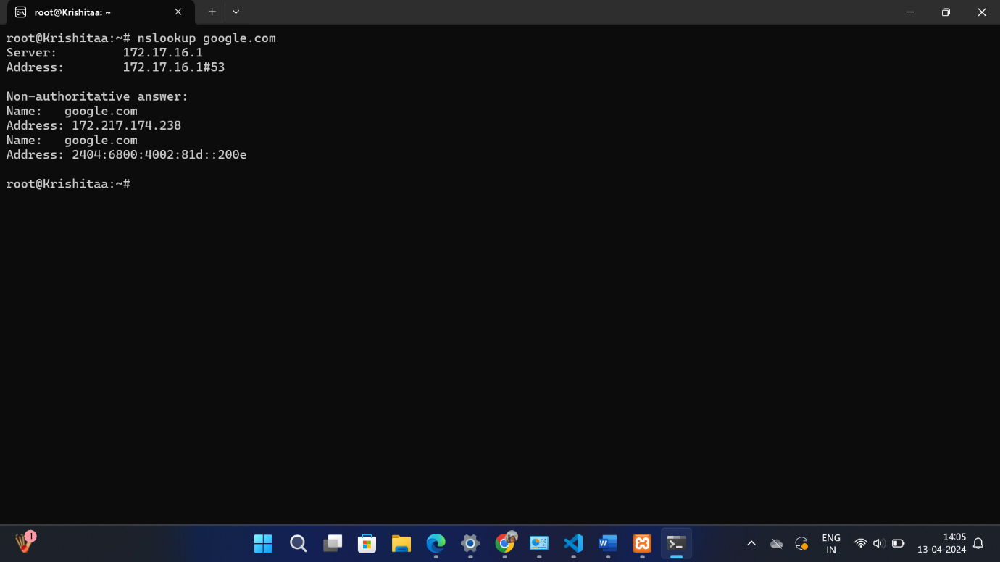 root@Krishitaa: ~
root@Krishitaa:~# nslookup google.com
Server:         172.17.16.1
Address:        172.17.16.1#53
Non-authoritative answer:
Name:   google.com
Address: 172.217.174.238
Name:   google.com
Address: 2404:6800:4002:81d::200e
root@Krishitaa:~#
1
ENG
IN
14:05
13-04-2024